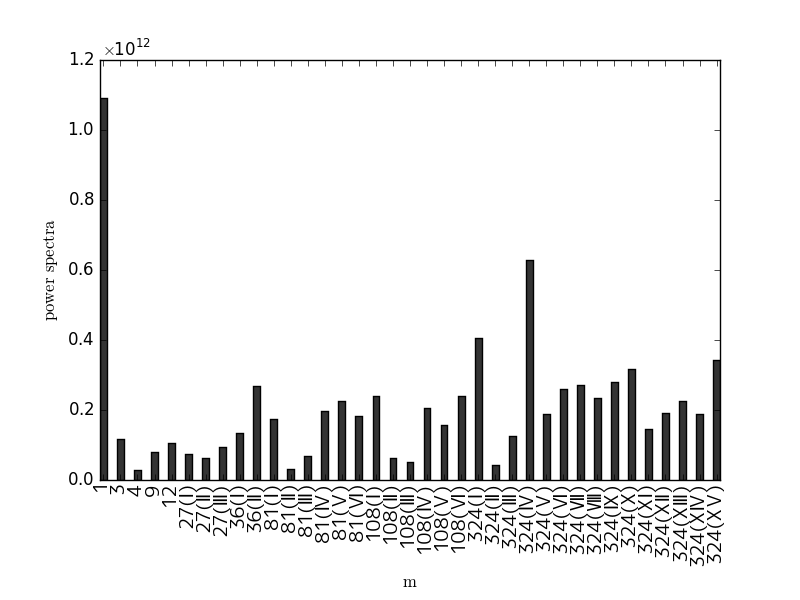 ×10¹²
1.2
1.0
0.8
0.6
0.4
0.2
0.0
power spectra
1
3
4
9
12
27(I)
27(II)
27(III)
36(I)
36(II)
81(I)
81(II)
81(III)
81(IV)
81(V)
81(VI)
108(I)
108(II)
108(III)
108(IV)
108(V)
108(VI)
324(I)
324(II)
324(III)
324(IV)
324(V)
324(VI)
324(VII)
324(VIII)
324(IX)
324(X)
324(XI)
324(XII)
324(XIII)
324(XIV)
324(XV)
m